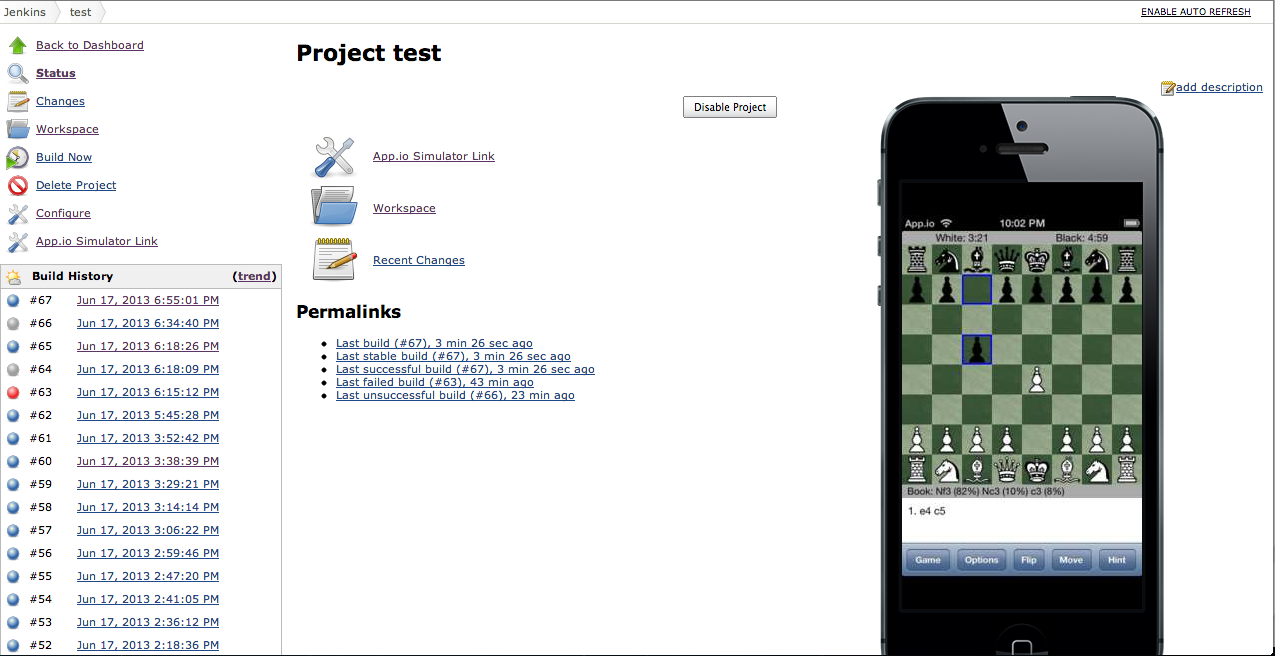 Jenkins test ENABLE AUTO REFRESH
Back to Dashboard
Status
Changes
Workspace
Build Now
Delete Project
Configure
App.io Simulator Link
Build History (trend)
#67 Jun 17, 2013 6:55:01 PM
#66 Jun 17, 2013 6:34:40 PM
#65 Jun 17, 2013 6:18:26 PM
#64 Jun 17, 2013 6:18:09 PM
#63 Jun 17, 2013 6:15:12 PM
#62 Jun 17, 2013 5:45:28 PM
#61 Jun 17, 2013 3:52:42 PM
#60 Jun 17, 2013 3:38:39 PM
#59 Jun 17, 2013 3:29:21 PM
#58 Jun 17, 2013 3:14:14 PM
#57 Jun 17, 2013 3:06:22 PM
#56 Jun 17, 2013 2:59:46 PM
#55 Jun 17, 2013 2:47:20 PM
#54 Jun 17, 2013 2:41:05 PM
#53 Jun 17, 2013 2:36:12 PM
#52 Jun 17, 2013 2:18:36 PM
Project test
add description
Disable Project
App.io Simulator Link
Workspace
Recent Changes
Permalinks
Last build (#67), 3 min 26 sec ago
Last stable build (#67), 3 min 26 sec ago
Last successful build (#67), 3 min 26 sec ago
Last failed build (#63), 43 min ago
Last unsuccessful build (#66), 23 min ago
App.io 10:02 PM
White: 3:21 Black: 4:59
Book: Nf3 (82%) Nc3 (10%) c3 (8%)
1. e4 c5
Game Options Flip Move Hint